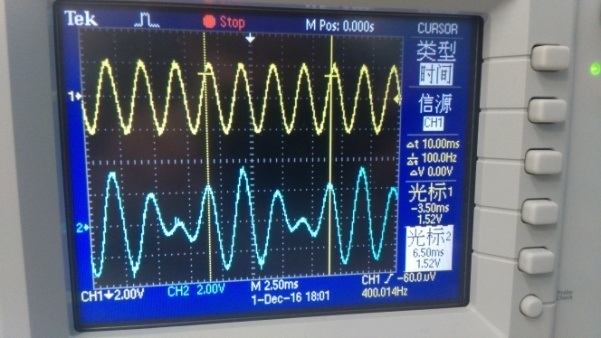 Tek
Stop
M Pos: 0.000s
CURSOR
类型
时间
信源
CH1
Δt 10.00ms
1/Δt 100.0Hz
ΔV 0.00V
光标1
-3.50ms
1.52V
光标2
6.50ms
1.52V
1
2
CH1 2.00V
CH2 2.00V
M 2.50ms
CH1 -60.0uV
1-Dec-16 18:01
400.014Hz